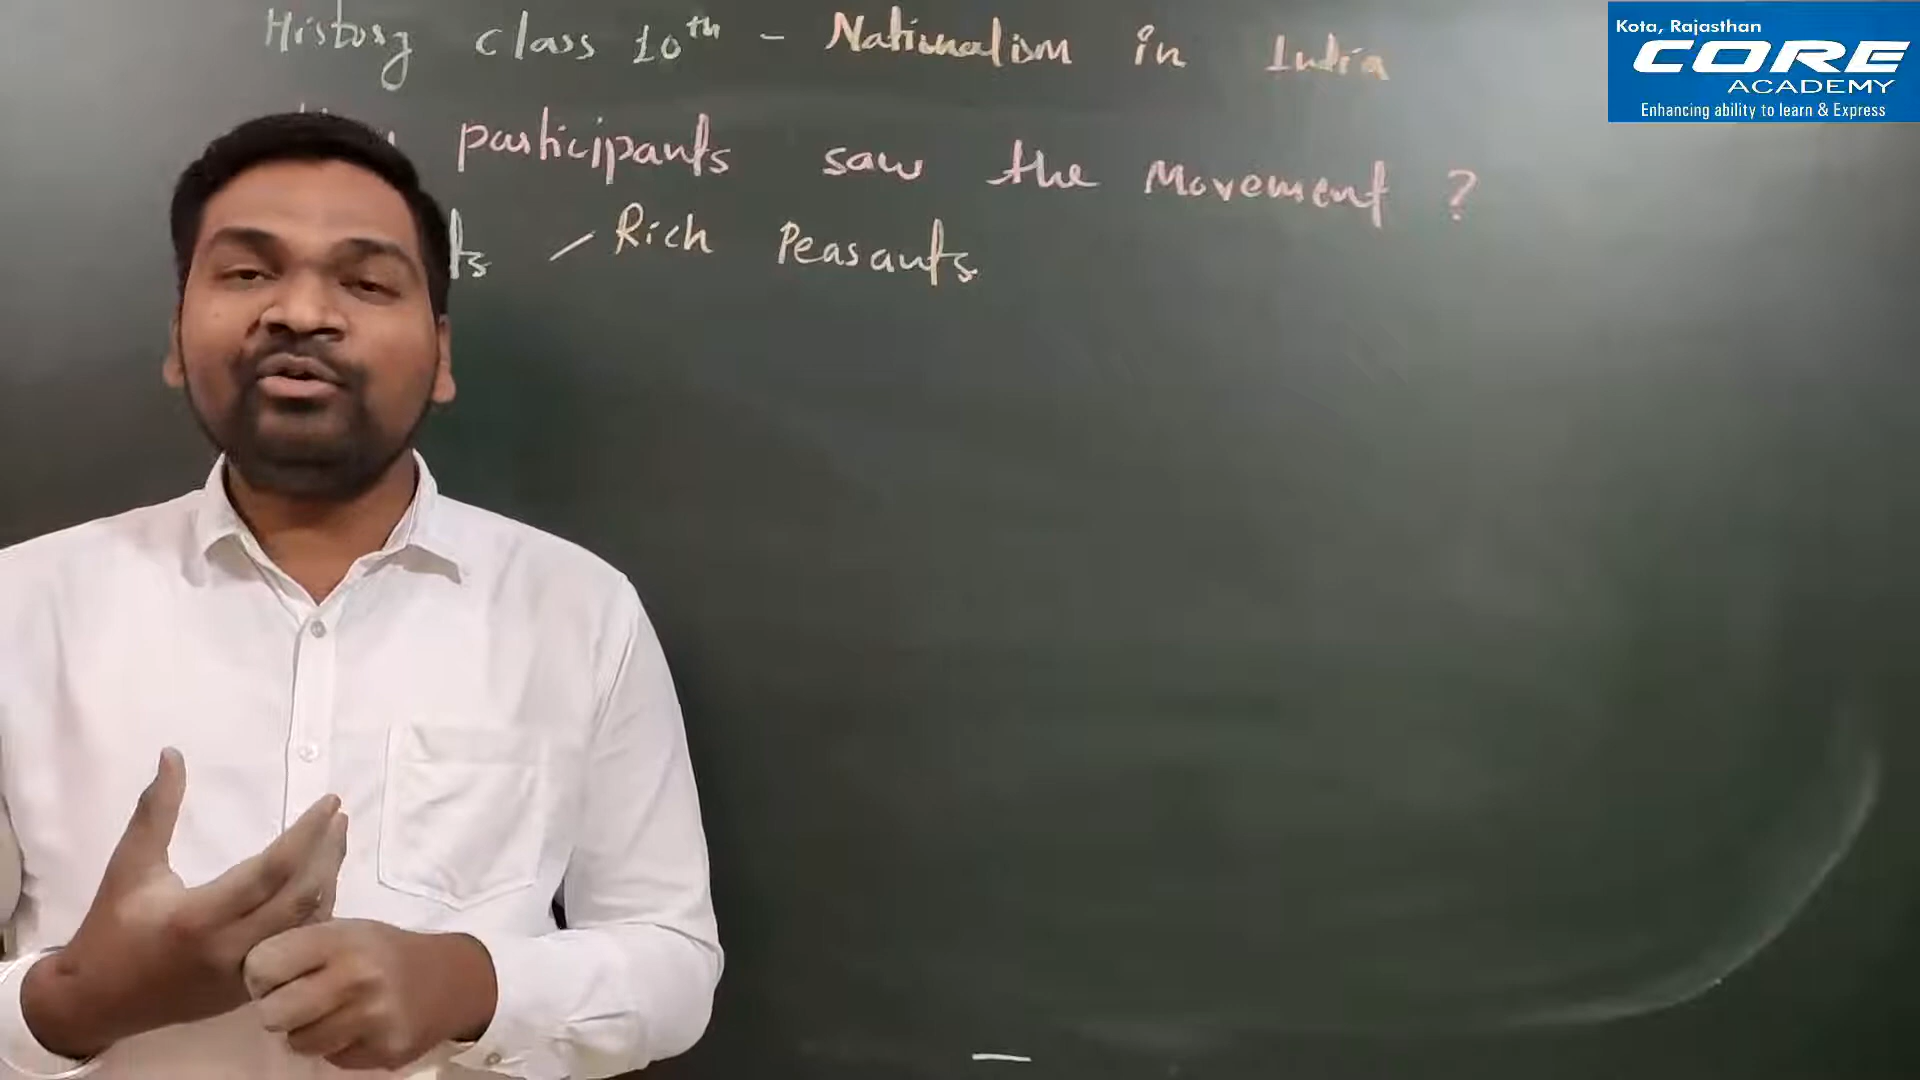 History class 10th - Nationalism in India
participants saw the Movement ?
Rich Peasants
Kota, Rajasthan
CORE
ACADEMY
Enhancing ability to learn & Express